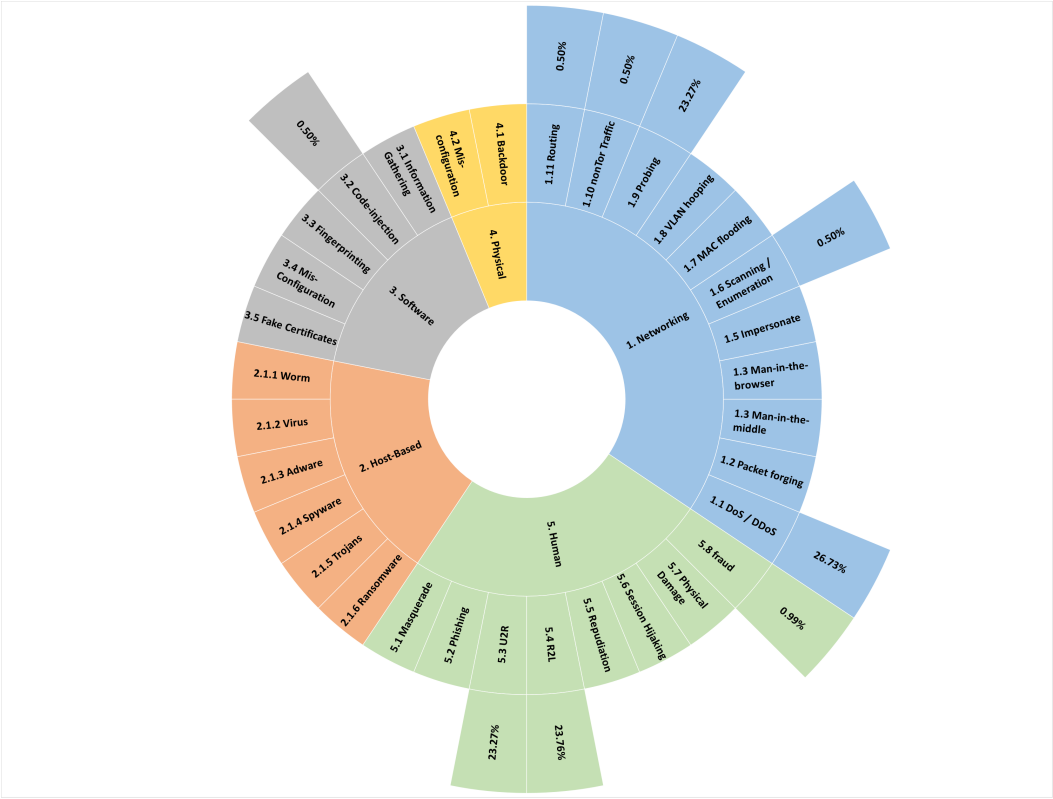 0.50%
0.50%
23.27%
1.11 Routing
1.10 nonTor Traffic
1.9 Probing
1.8 VLAN hooping
1.7 MAC flooding
0.50%
1.6 Scanning /
Enumeration
1.5 Impersonate
1.3 Man-in-the-
browser
1.3 Man-in-the-
middle
1.2 Packet forging
1.1 DoS / DDoS
26.73%
1. Networking
0.99%
5.8 fraud
5.7 Physical
Damage
5.6 Session Hijaking
5.5 Repudiation
5.4 R2L
23.76%
5.3 U2R
23.27%
5.2 Phishing
5.1 Masquerade
5. Human
2.1.6 Ransomware
2.1.5 Trojans
2.1.4 Spyware
2.1.3 Adware
2.1.2 Virus
2.1.1 Worm
2. Host-Based
3.5 Fake Certificates
3.4 Mis-
Configuration
3.3 Fingerprinting
3.2 Code-injection
0.50%
3.1 Information
Gathering
3. Software
4.2 Mis-
configuration
4.1 Backdoor
4. Physical